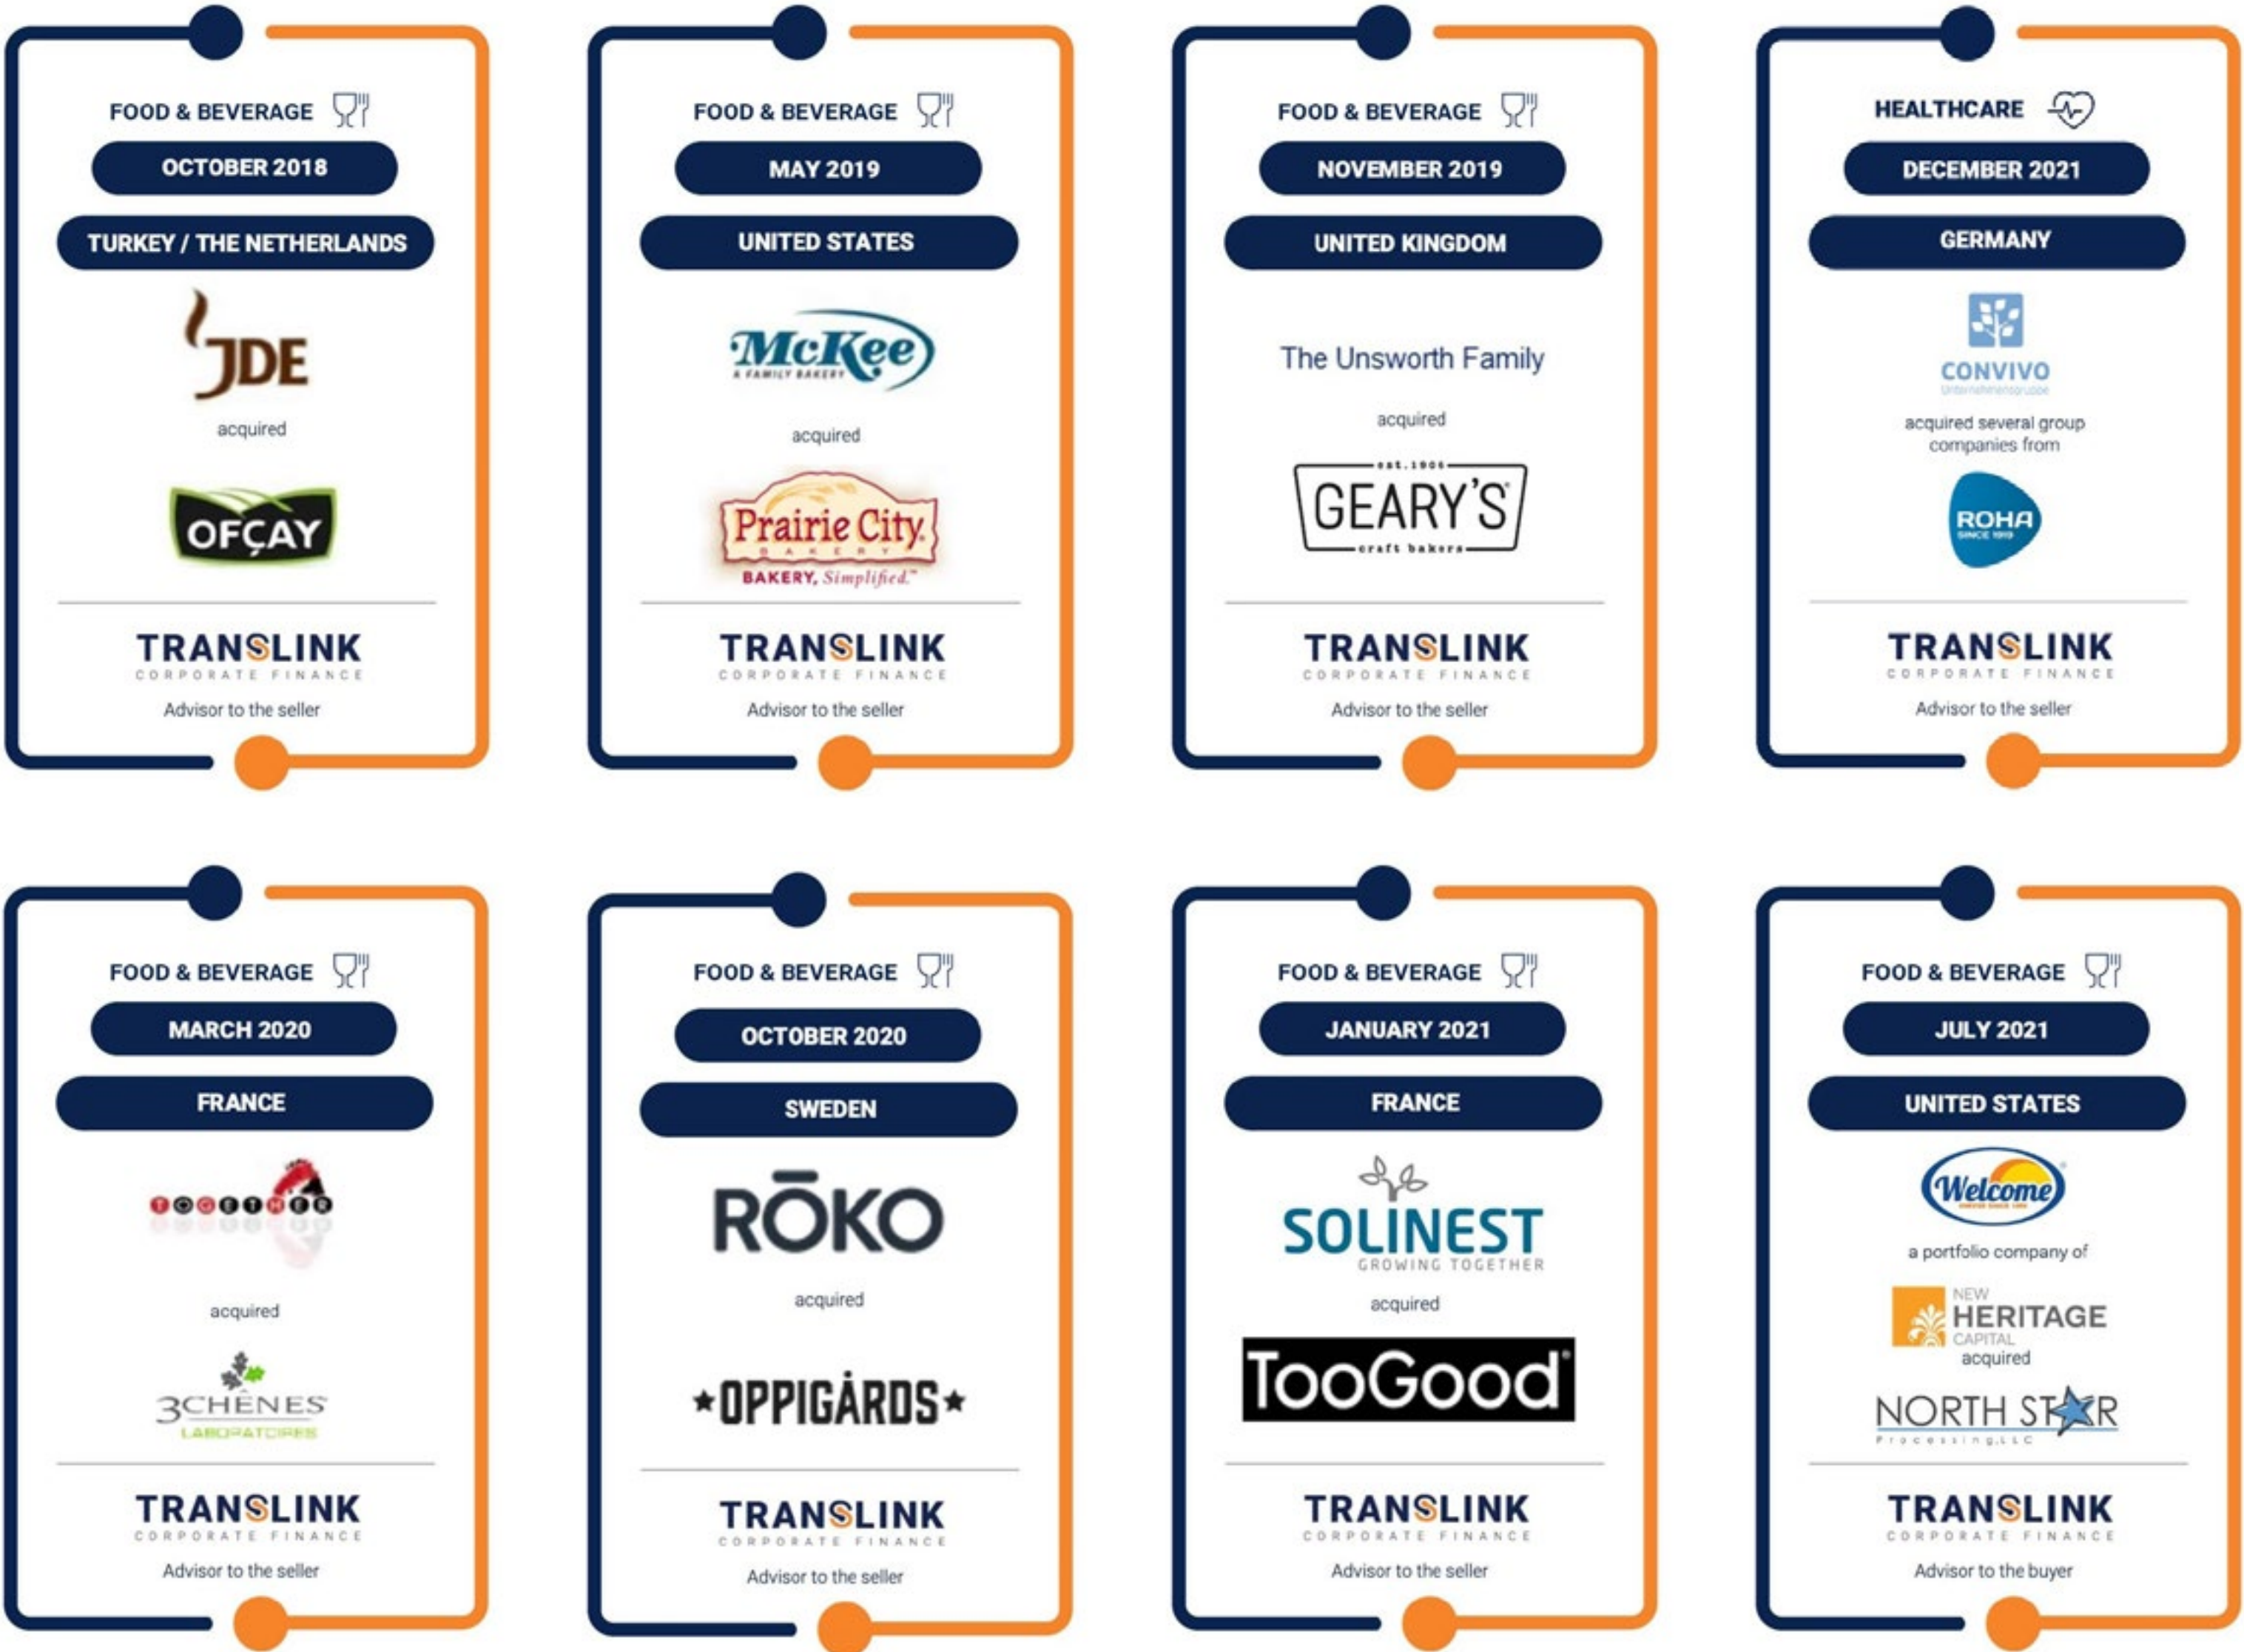 FOOD & BEVERAGE
OCTOBER 2018
TURKEY / THE NETHERLANDS
JDE
acquired
OFÇAY
TRANSLINK
CORPORATE FINANCE
Advisor to the seller
FOOD & BEVERAGE
MAY 2019
UNITED STATES
McKee
A FAMILY BAKERY
acquired
Prairie City
BAKERY
BAKERY, Simplified.™
TRANSLINK
CORPORATE FINANCE
Advisor to the seller
FOOD & BEVERAGE
NOVEMBER 2019
UNITED KINGDOM
The Unsworth Family
acquired
est.1906
GEARY'S
craft bakers
TRANSLINK
CORPORATE FINANCE
Advisor to the seller
HEALTHCARE
DECEMBER 2021
GERMANY
CONVIVO
Unternehmensgruppe
acquired several group
companies from
ROHA
SINCE 1919
TRANSLINK
CORPORATE FINANCE
Advisor to the seller
FOOD & BEVERAGE
MARCH 2020
FRANCE
TOGETHER
acquired
3CHÊNES
LABORATOIRES
TRANSLINK
CORPORATE FINANCE
Advisor to the seller
FOOD & BEVERAGE
OCTOBER 2020
SWEDEN
RŌKO
acquired
OPPIGÅRDS
TRANSLINK
CORPORATE FINANCE
Advisor to the seller
FOOD & BEVERAGE
JANUARY 2021
FRANCE
SOLINEST
GROWING TOGETHER
acquired
TooGood®
TRANSLINK
CORPORATE FINANCE
Advisor to the seller
FOOD & BEVERAGE
JULY 2021
UNITED STATES
Welcome
a portfolio company of
NEW
HERITAGE
CAPITAL
acquired
NORTH STAR
Processing, LLC
TRANSLINK
CORPORATE FINANCE
Advisor to the buyer